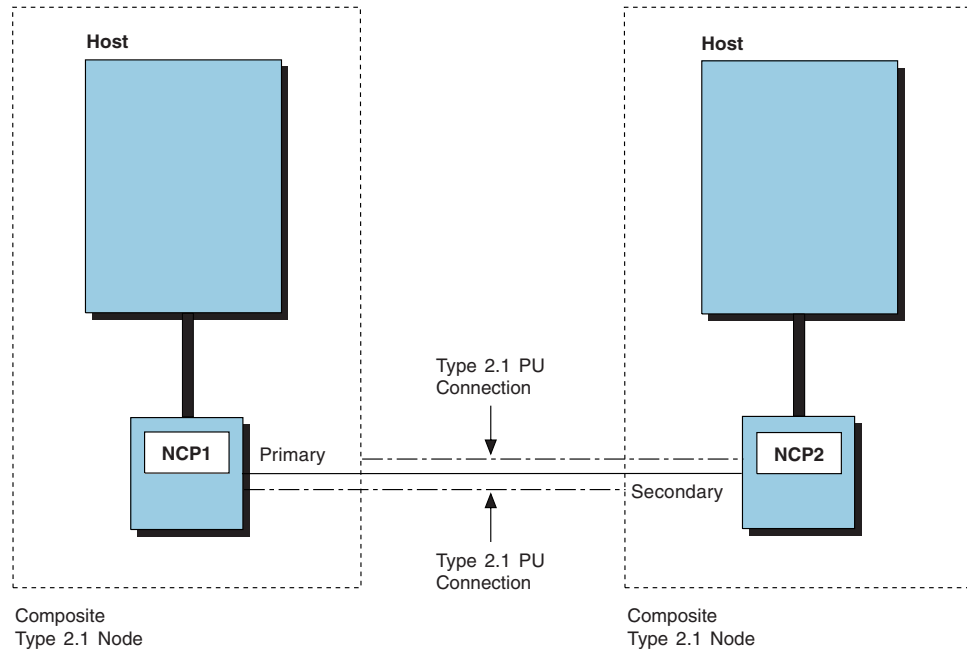 Host
Host
Type 2.1 PU
Connection
NCP1
Primary
NCP2
Secondary
Type 2.1 PU
Connection
Composite
Type 2.1 Node
Composite
Type 2.1 Node